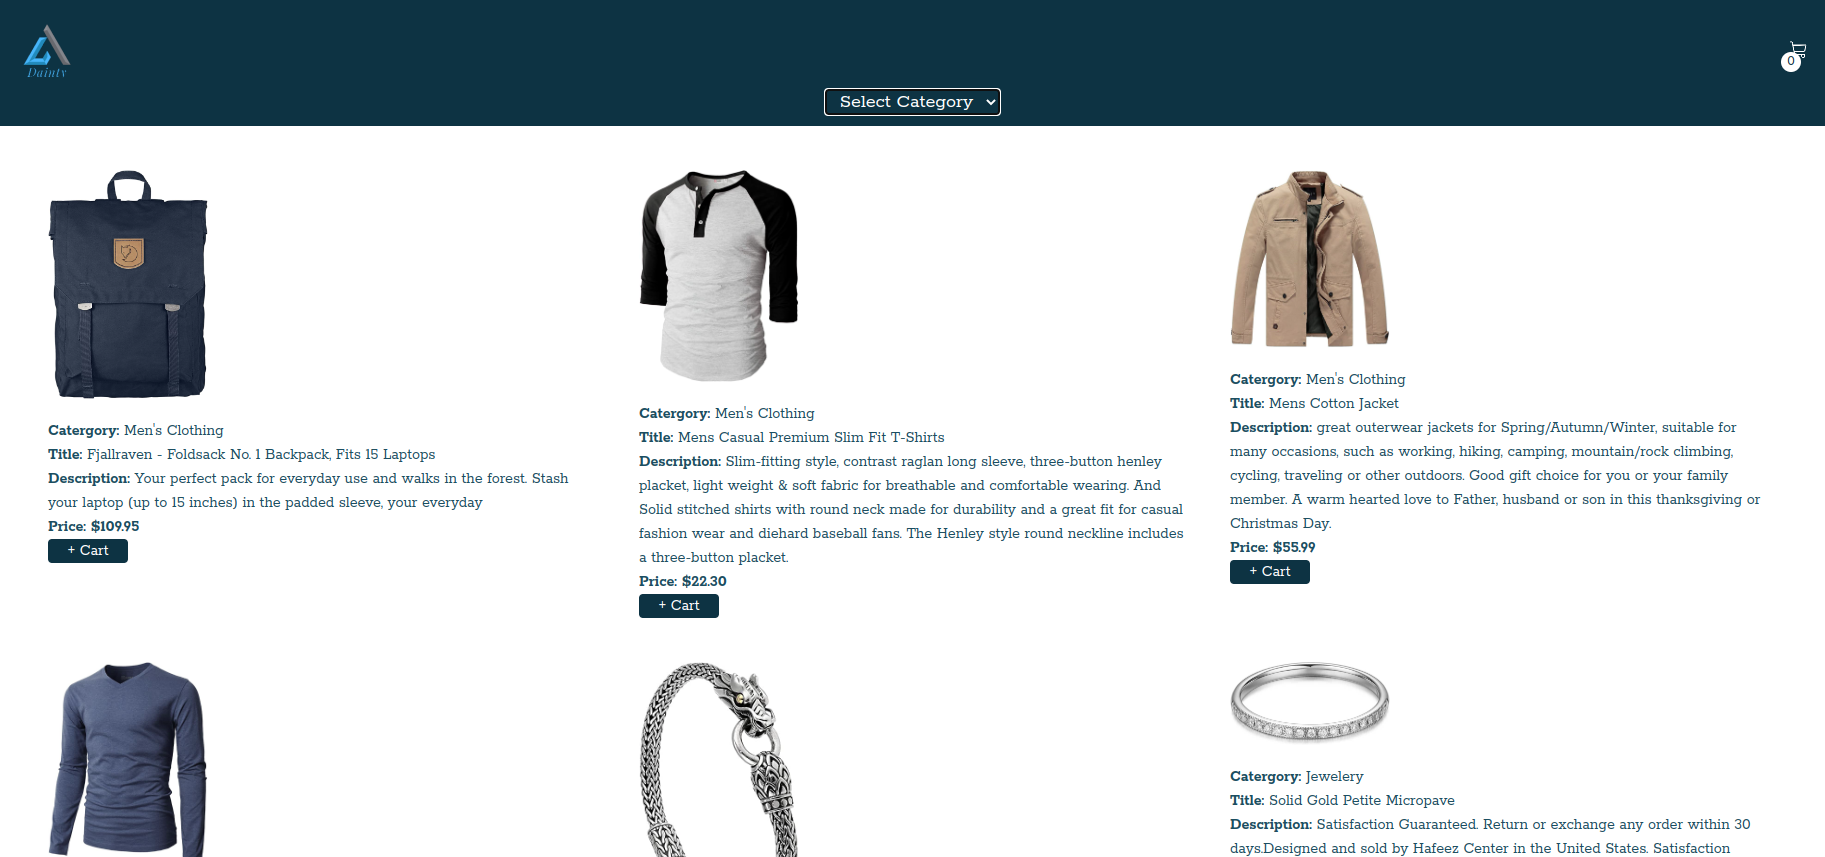 Dainty
0
Select Category
Catergory: Men's Clothing
Title: Fjallraven - Foldsack No. 1 Backpack, Fits 15 Laptops
Description: Your perfect pack for everyday use and walks in the forest. Stash
your laptop (up to 15 inches) in the padded sleeve, your everyday
Price: $109.95
+ Cart
Catergory: Men's Clothing
Title: Mens Casual Premium Slim Fit T-Shirts
Description: Slim-fitting style, contrast raglan long sleeve, three-button henley
placket, light weight & soft fabric for breathable and comfortable wearing. And
Solid stitched shirts with round neck made for durability and a great fit for casual
fashion wear and diehard baseball fans. The Henley style round neckline includes
a three-button placket.
Price: $22.30
+ Cart
Catergory: Men's Clothing
Title: Mens Cotton Jacket
Description: great outerwear jackets for Spring/Autumn/Winter, suitable for
many occasions, such as working, hiking, camping, mountain/rock climbing,
cycling, traveling or other outdoors. Good gift choice for you or your family
member. A warm hearted love to Father, husband or son in this thanksgiving or
Christmas Day.
Price: $55.99
+ Cart
Catergory: Jewelery
Title: Solid Gold Petite Micropave
Description: Satisfaction Guaranteed. Return or exchange any order within 30
days.Designed and sold by Hafeez Center in the United States. Satisfaction